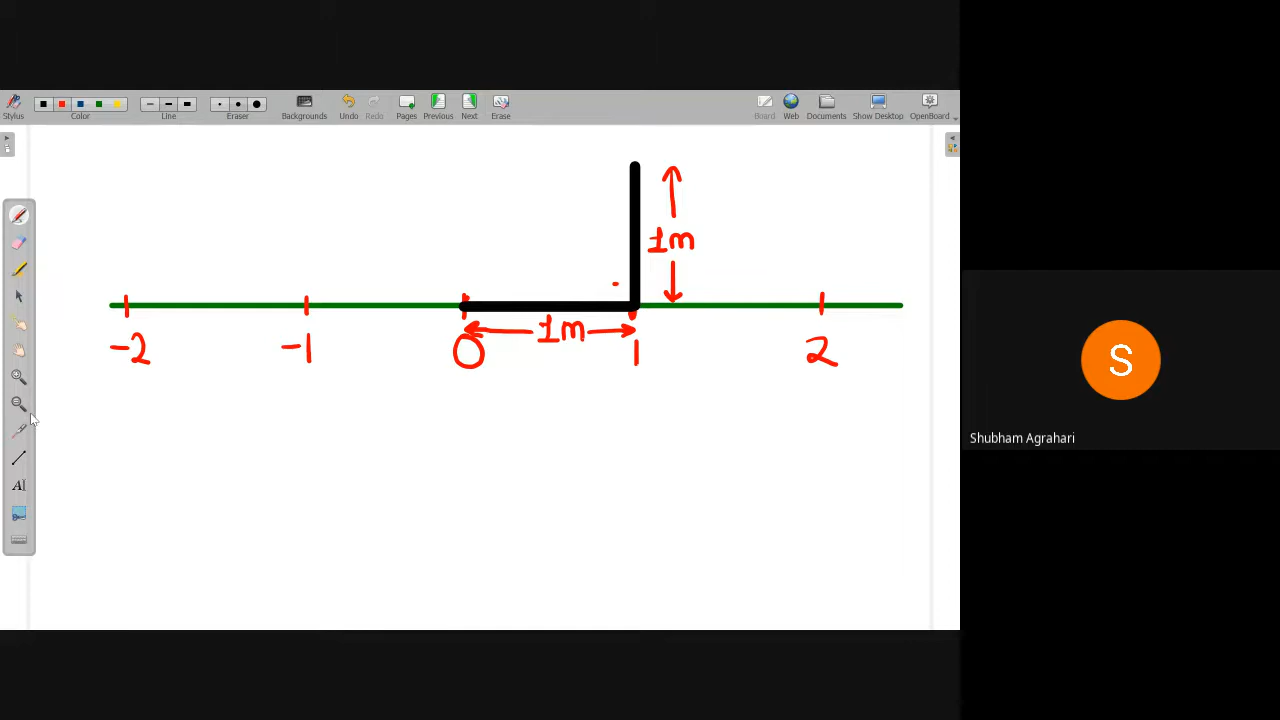 Stylus Color Line Eraser Backgrounds Undo Redo Pages Previous Next Erase Board Web Documents Show Desktop OpenBoard
1m
1m
-2 -1 0 1 2
AI
S
Shubham Agrahari